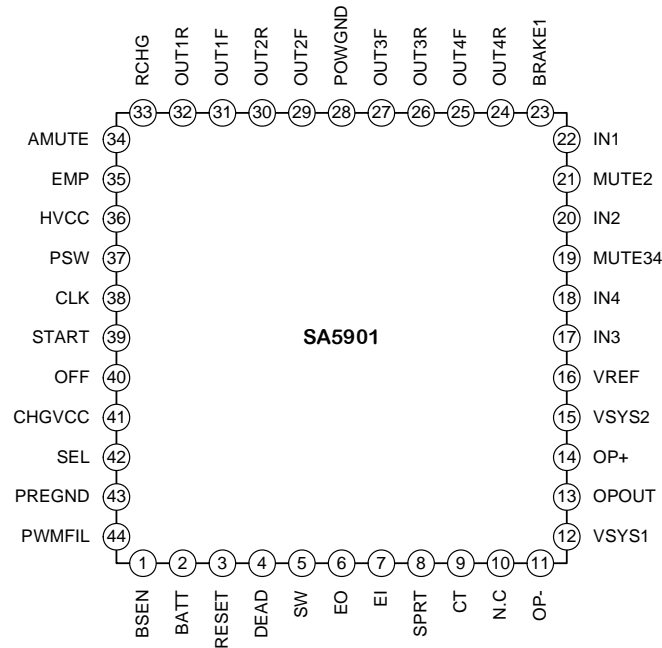 RCHG
OUT1R
OUT1F
OUT2R
OUT2F
POWGND
OUT3F
OUT3R
OUT4F
OUT4R
BRAKE1
33 32 31 30 29 28 27 26 25 24 23
AMUTE 34 22 IN1
EMP 35 21 MUTE2
HVCC 36 20 IN2
PSW 37 19 MUTE34
CLK 38 18 IN4
START 39 SA5901 17 IN3
OFF 40 16 VREF
CHGVCC 41 15 VSYS2
SEL 42 14 OP+
PREGND 43 13 OPOUT
PWMFIL 44 12 VSYS1
1 2 3 4 5 6 7 8 9 10 11
BSEN
BATT
RESET
DEAD
SW
EO
EI
SPRT
CT
N.C
OP-